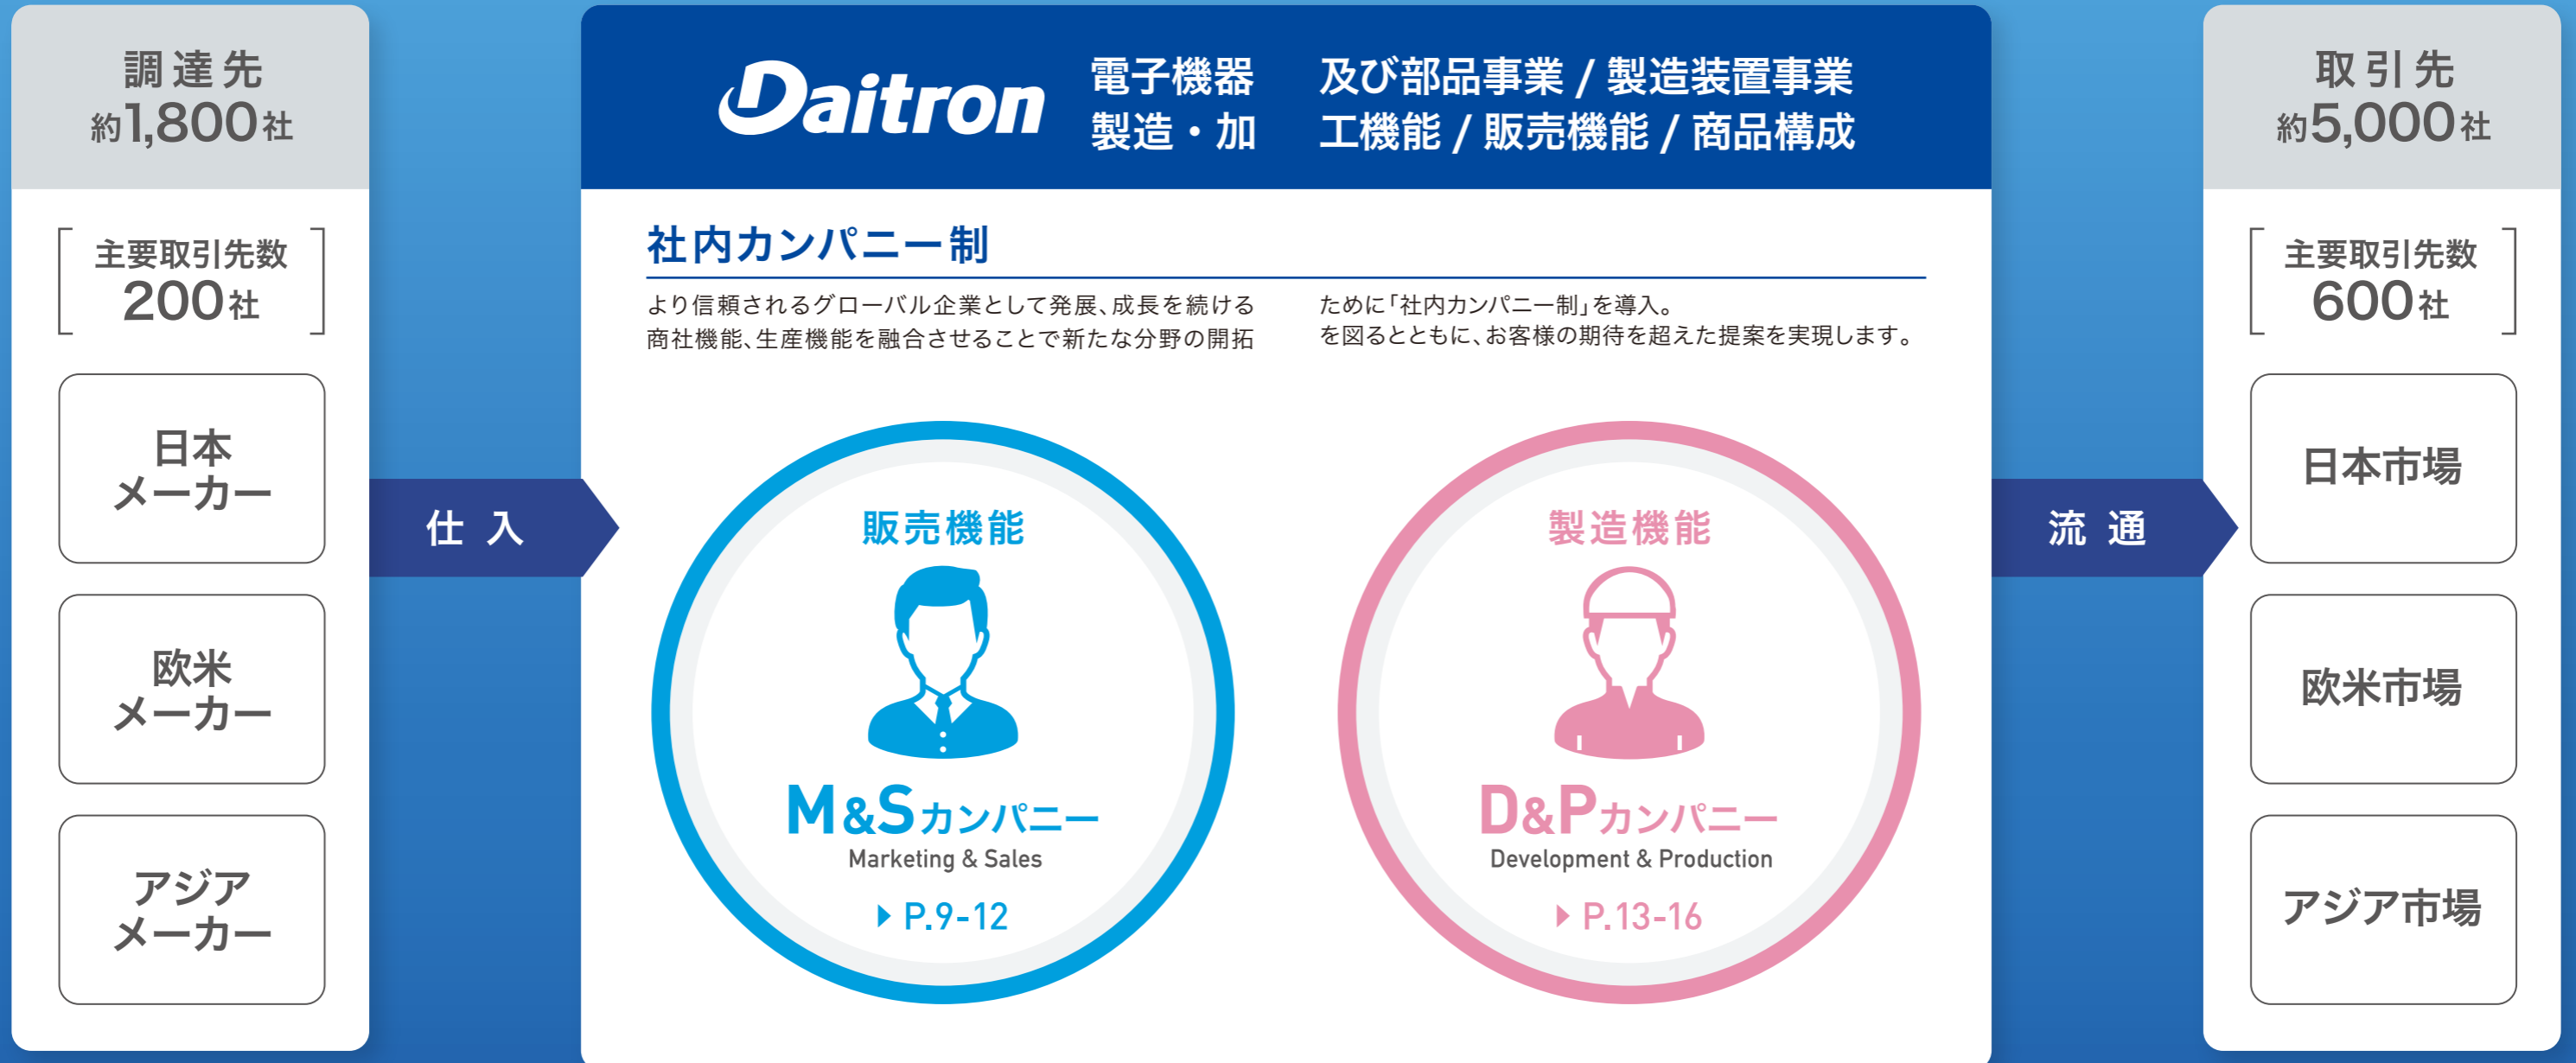 調達先
約1,800社
主要取引先数
200社
日本
メーカー
欧米
メーカー
アジア
メーカー
仕入
Daitron
電子機器及び部品事業 / 製造装置事業
製造・加工機能 / 販売機能 / 商品構成
社内カンパニー制
より信頼されるグローバル企業として発展、成長を続けるために「社内カンパニー制」を導入。
商社機能、生産機能を融合させることで新たな分野の開拓を図るとともに、お客様の期待を超えた提案を実現します。
販売機能
M&Sカンパニー
Marketing & Sales
P.9-12
製造機能
D&Pカンパニー
Development & Production
P.13-16
流通
取引先
約5,000社
主要取引先数
600社
日本市場
欧米市場
アジア市場